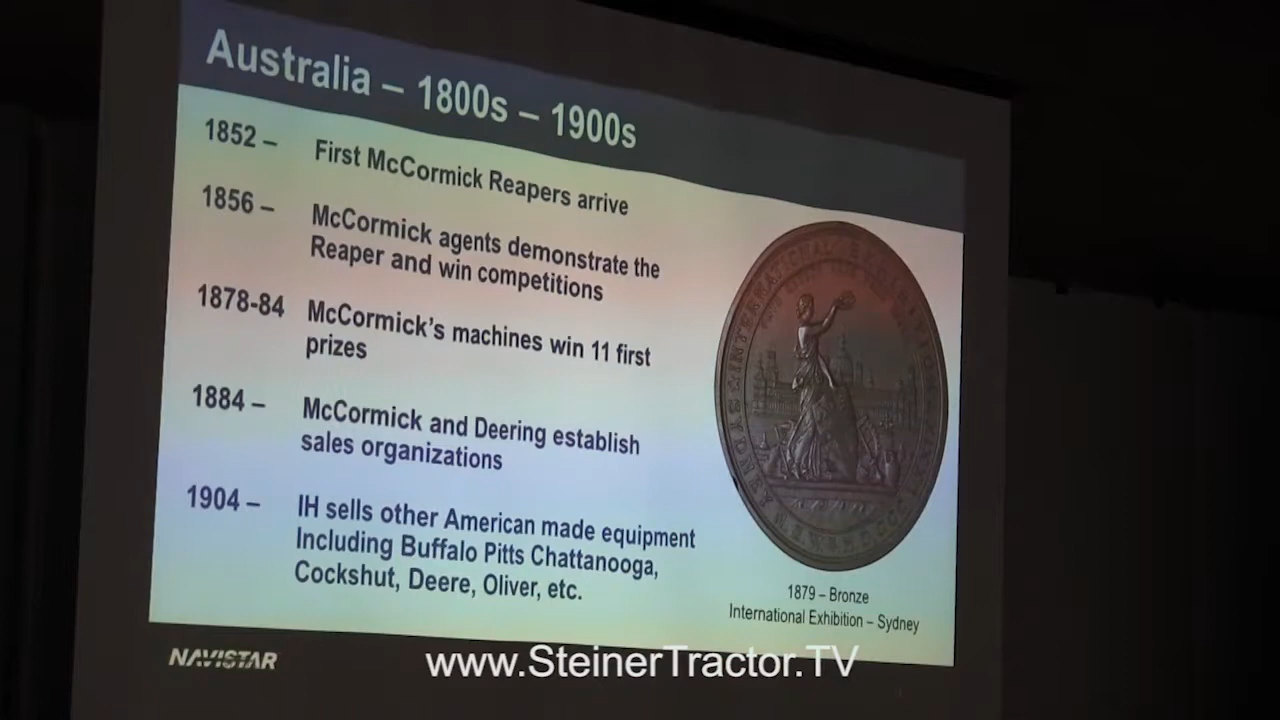 Australia – 1800s – 1900s
1852 – First McCormick Reapers arrive
1856 – McCormick agents demonstrate the
Reaper and win competitions
1878-84 McCormick's machines win 11 first
prizes
1884 – McCormick and Deering establish
sales organizations
1904 – IH sells other American made equipment
Including Buffalo Pitts Chattanooga,
Cockshut, Deere, Oliver, etc.
SYDNEY INTERNATIONAL
1879 – Bronze
International Exhibition – Sydney
NAVISTAR
www.SteinerTractor.TV